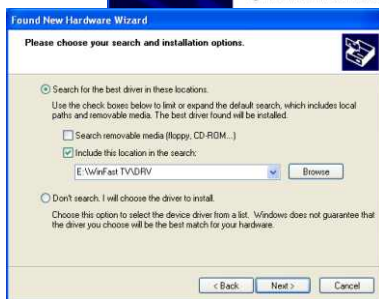 Found New Hardware Wizard
Please choose your search and installation options.
Search for the best driver in these locations.
Use the check boxes below to limit or expand the default search, which includes local
paths and removable media. The best driver found will be installed.
Search removable media (floppy, CD-ROM...)
Include this location in the search:
E:\WinFast TV\DRV
Browse
Don't search. I will choose the driver to install.
Choose this option to select the device driver from a list. Windows does not guarantee that
the driver you choose will be the best match for your hardware.
< Back
Next >
Cancel